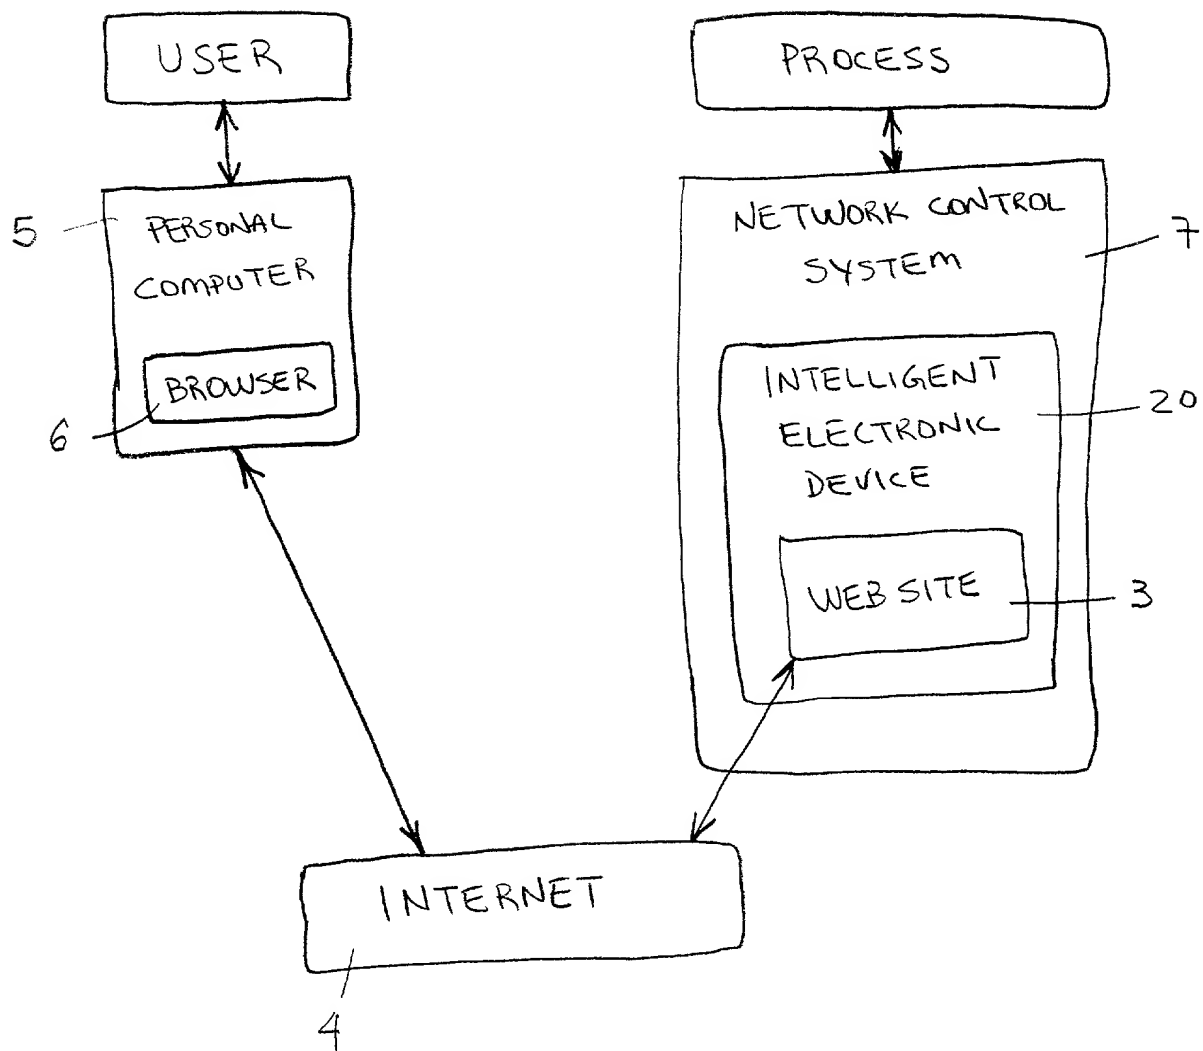 USER
PROCESS
5
PERSONAL
COMPUTER
BROWSER
6
NETWORK CONTROL
SYSTEM
7
INTELLIGENT
ELECTRONIC
DEVICE
20
WEB SITE
3
INTERNET
4